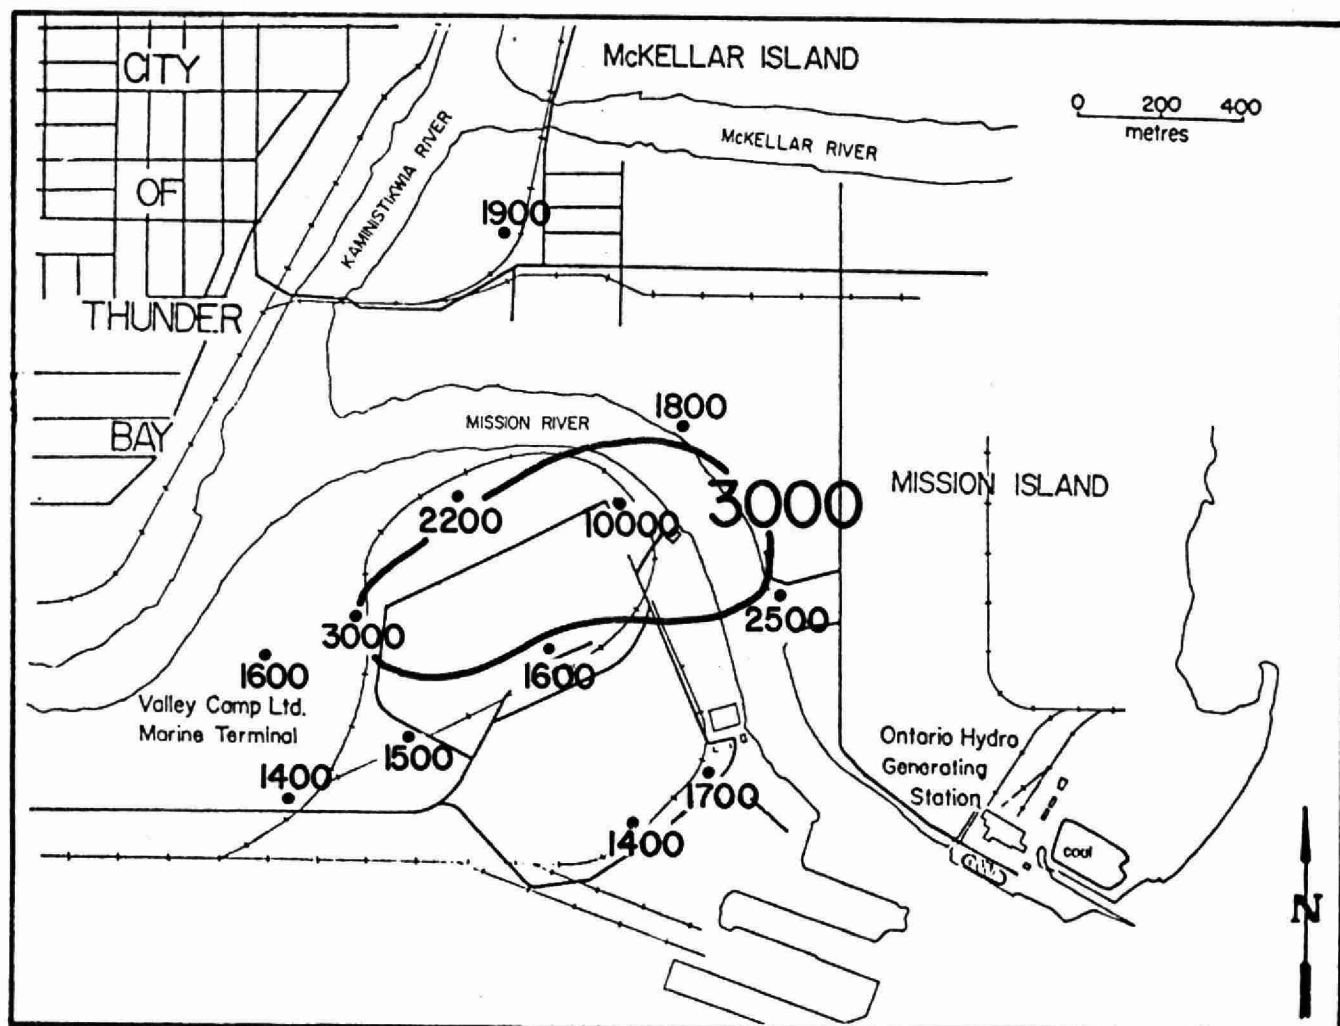 McKELLAR ISLAND
CITY
0 200 400
metres
McKELLAR RIVER
KAMINISTIKWIA RIVER
OF
1900
THUNDER
1800
MISSION RIVER
BAY
3000
MISSION ISLAND
2200
10000
2500
3000
1600
1600
Valley Camp Ltd.
Marine Terminal
1500
Ontario Hydro
Generating
Station
1400
1700
1400
coal
N